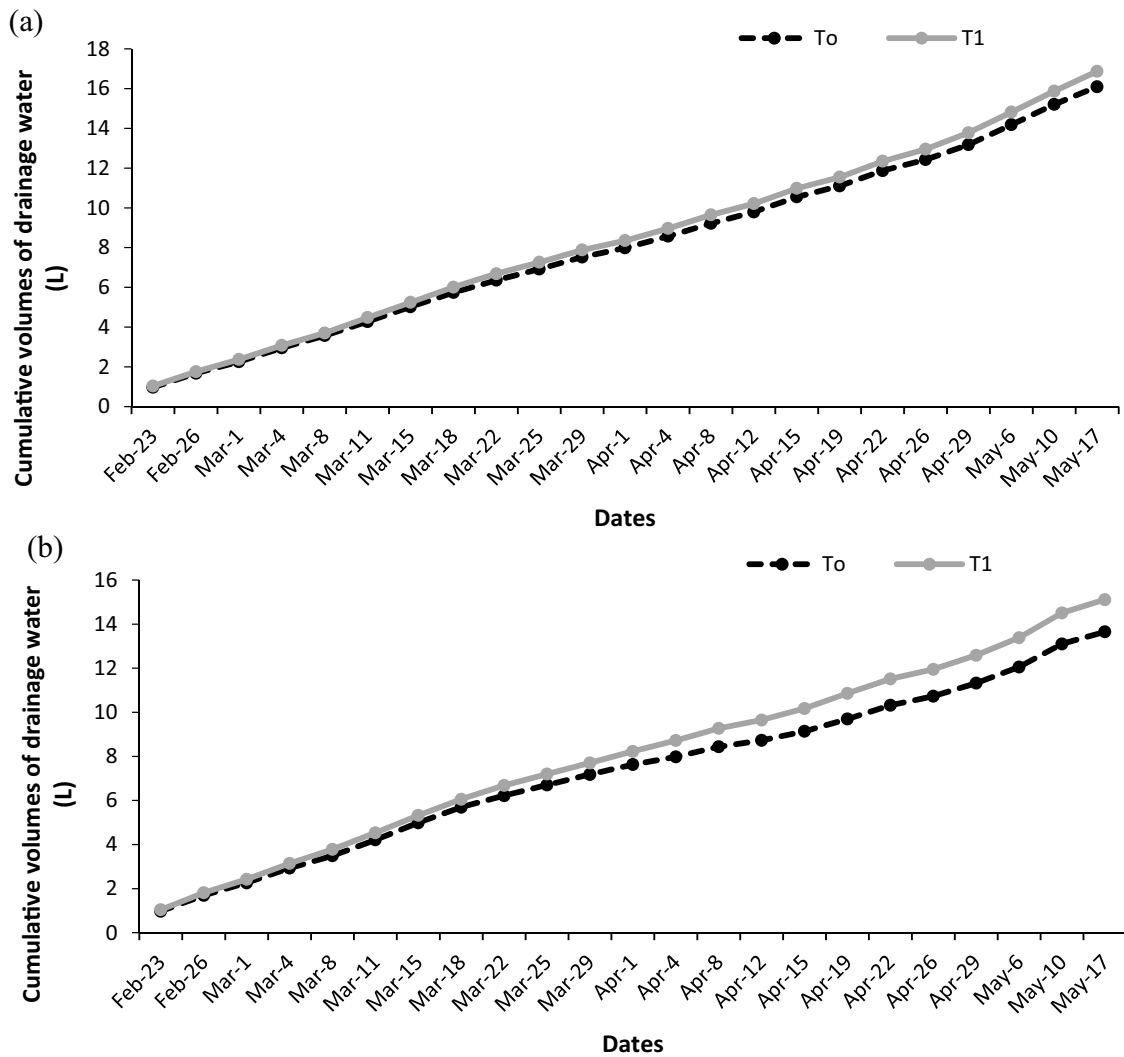 (a)
To T1
Cumulative volumes of drainage water
(L)
18
16
14
12
10
8
6
4
2
0
Feb-23 Feb-26 Mar-1 Mar-4 Mar-8 Mar-11 Mar-15 Mar-18 Mar-22 Mar-25 Mar-29 Apr-1 Apr-4 Apr-8 Apr-12 Apr-15 Apr-19 Apr-22 Apr-26 Apr-29 May-6 May-10 May-17
Dates
(b)
To T1
Cumulative volumes of drainage water
(L)
16
14
12
10
8
6
4
2
0
Feb-23 Feb-26 Mar-1 Mar-4 Mar-8 Mar-11 Mar-15 Mar-18 Mar-22 Mar-25 Mar-29 Apr-1 Apr-4 Apr-8 Apr-12 Apr-15 Apr-19 Apr-22 Apr-26 Apr-29 May-6 May-10 May-17
Dates